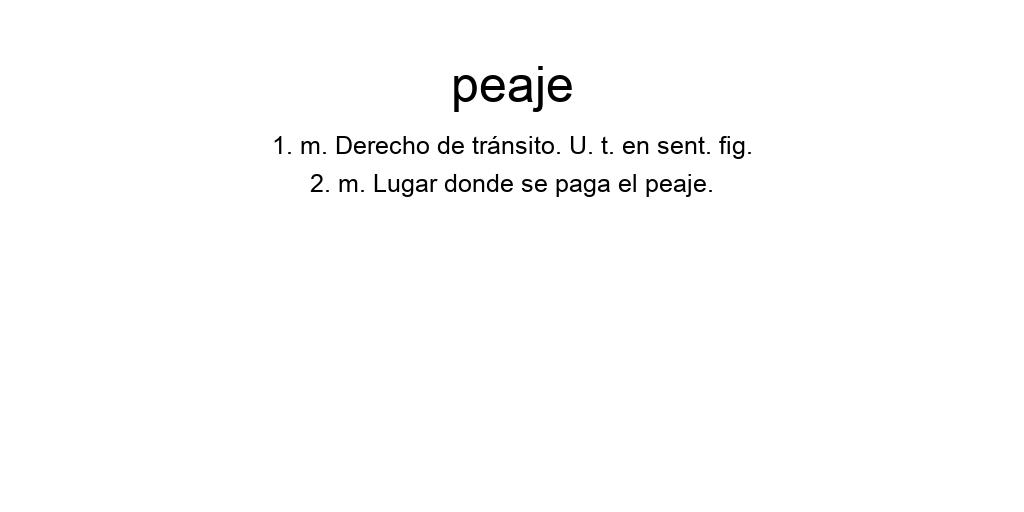 peaje
1. m. Derecho de tránsito. U. t. en sent. fig.
2. m. Lugar donde se paga el peaje.